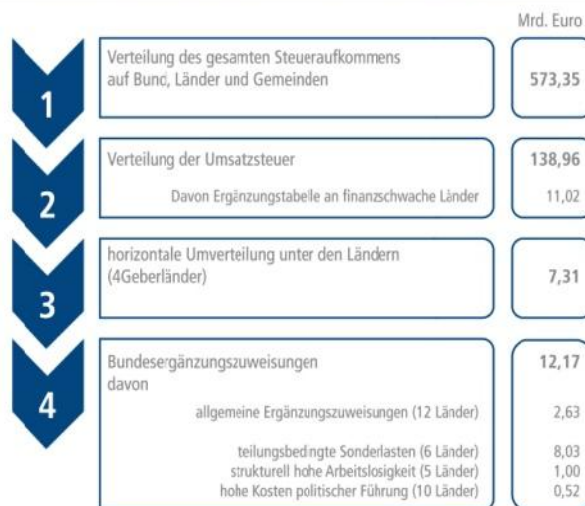 Mrd. Euro
1
Verteilung des gesamten Steueraufkommens
auf Bund, Länder und Gemeinden
573,35
2
Verteilung der Umsatzsteuer
138,96
Davon Ergänzungstabelle an finanzschwache Länder
11,02
3
horizontale Umverteilung unter den Ländern
(4Geberländer)
7,31
4
Bundesergänzungszuweisungen
12,17
davon
allgemeine Ergänzungszuweisungen (12 Länder)
2,63
teilungsbedingte Sonderlasten (6 Länder)
8,03
strukturell hohe Arbeitslosigkeit (5 Länder)
1,00
hohe Kosten politischer Führung (10 Länder)
0,52